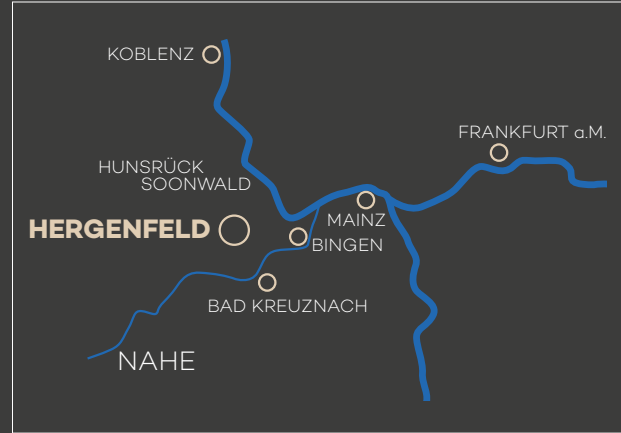 KOBLENZ
FRANKFURT a.M.
HUNSRÜCK
SOONWALD
MAINZ
HERGENFELD
BINGEN
BAD KREUZNACH
NAHE